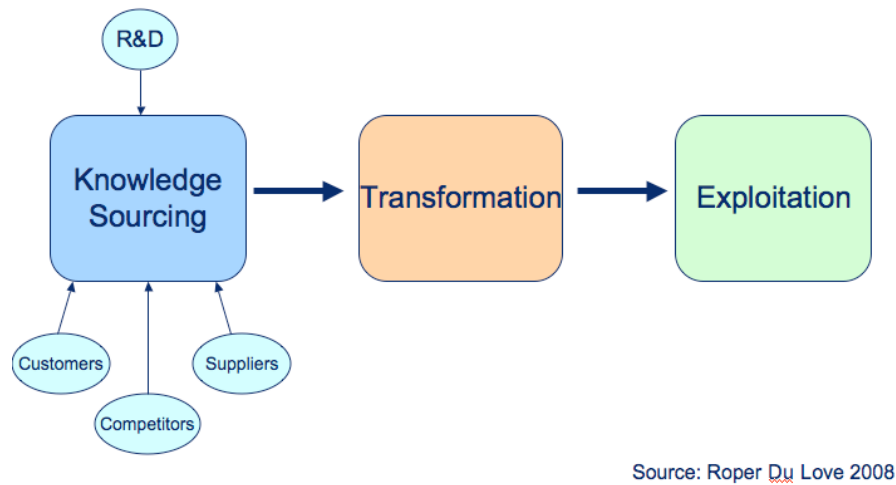 R&D
Knowledge
Sourcing
Transformation
Exploitation
Customers
Suppliers
Competitors
Source: Roper Du Love 2008